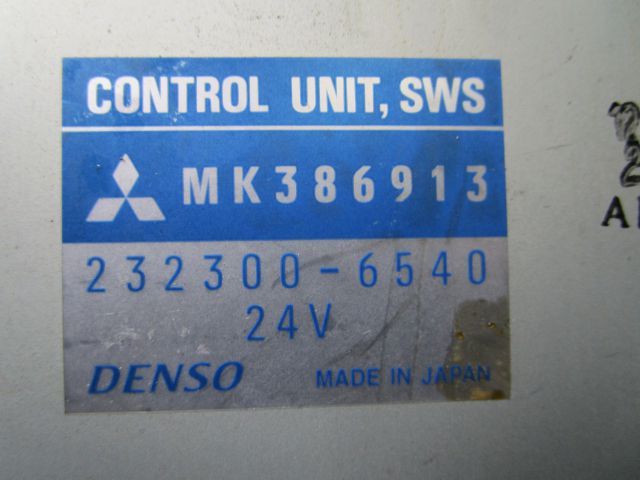 CONTROL UNIT, SWS
MK386913
232300-6540
24V
DENSO
MADE IN JAPAN